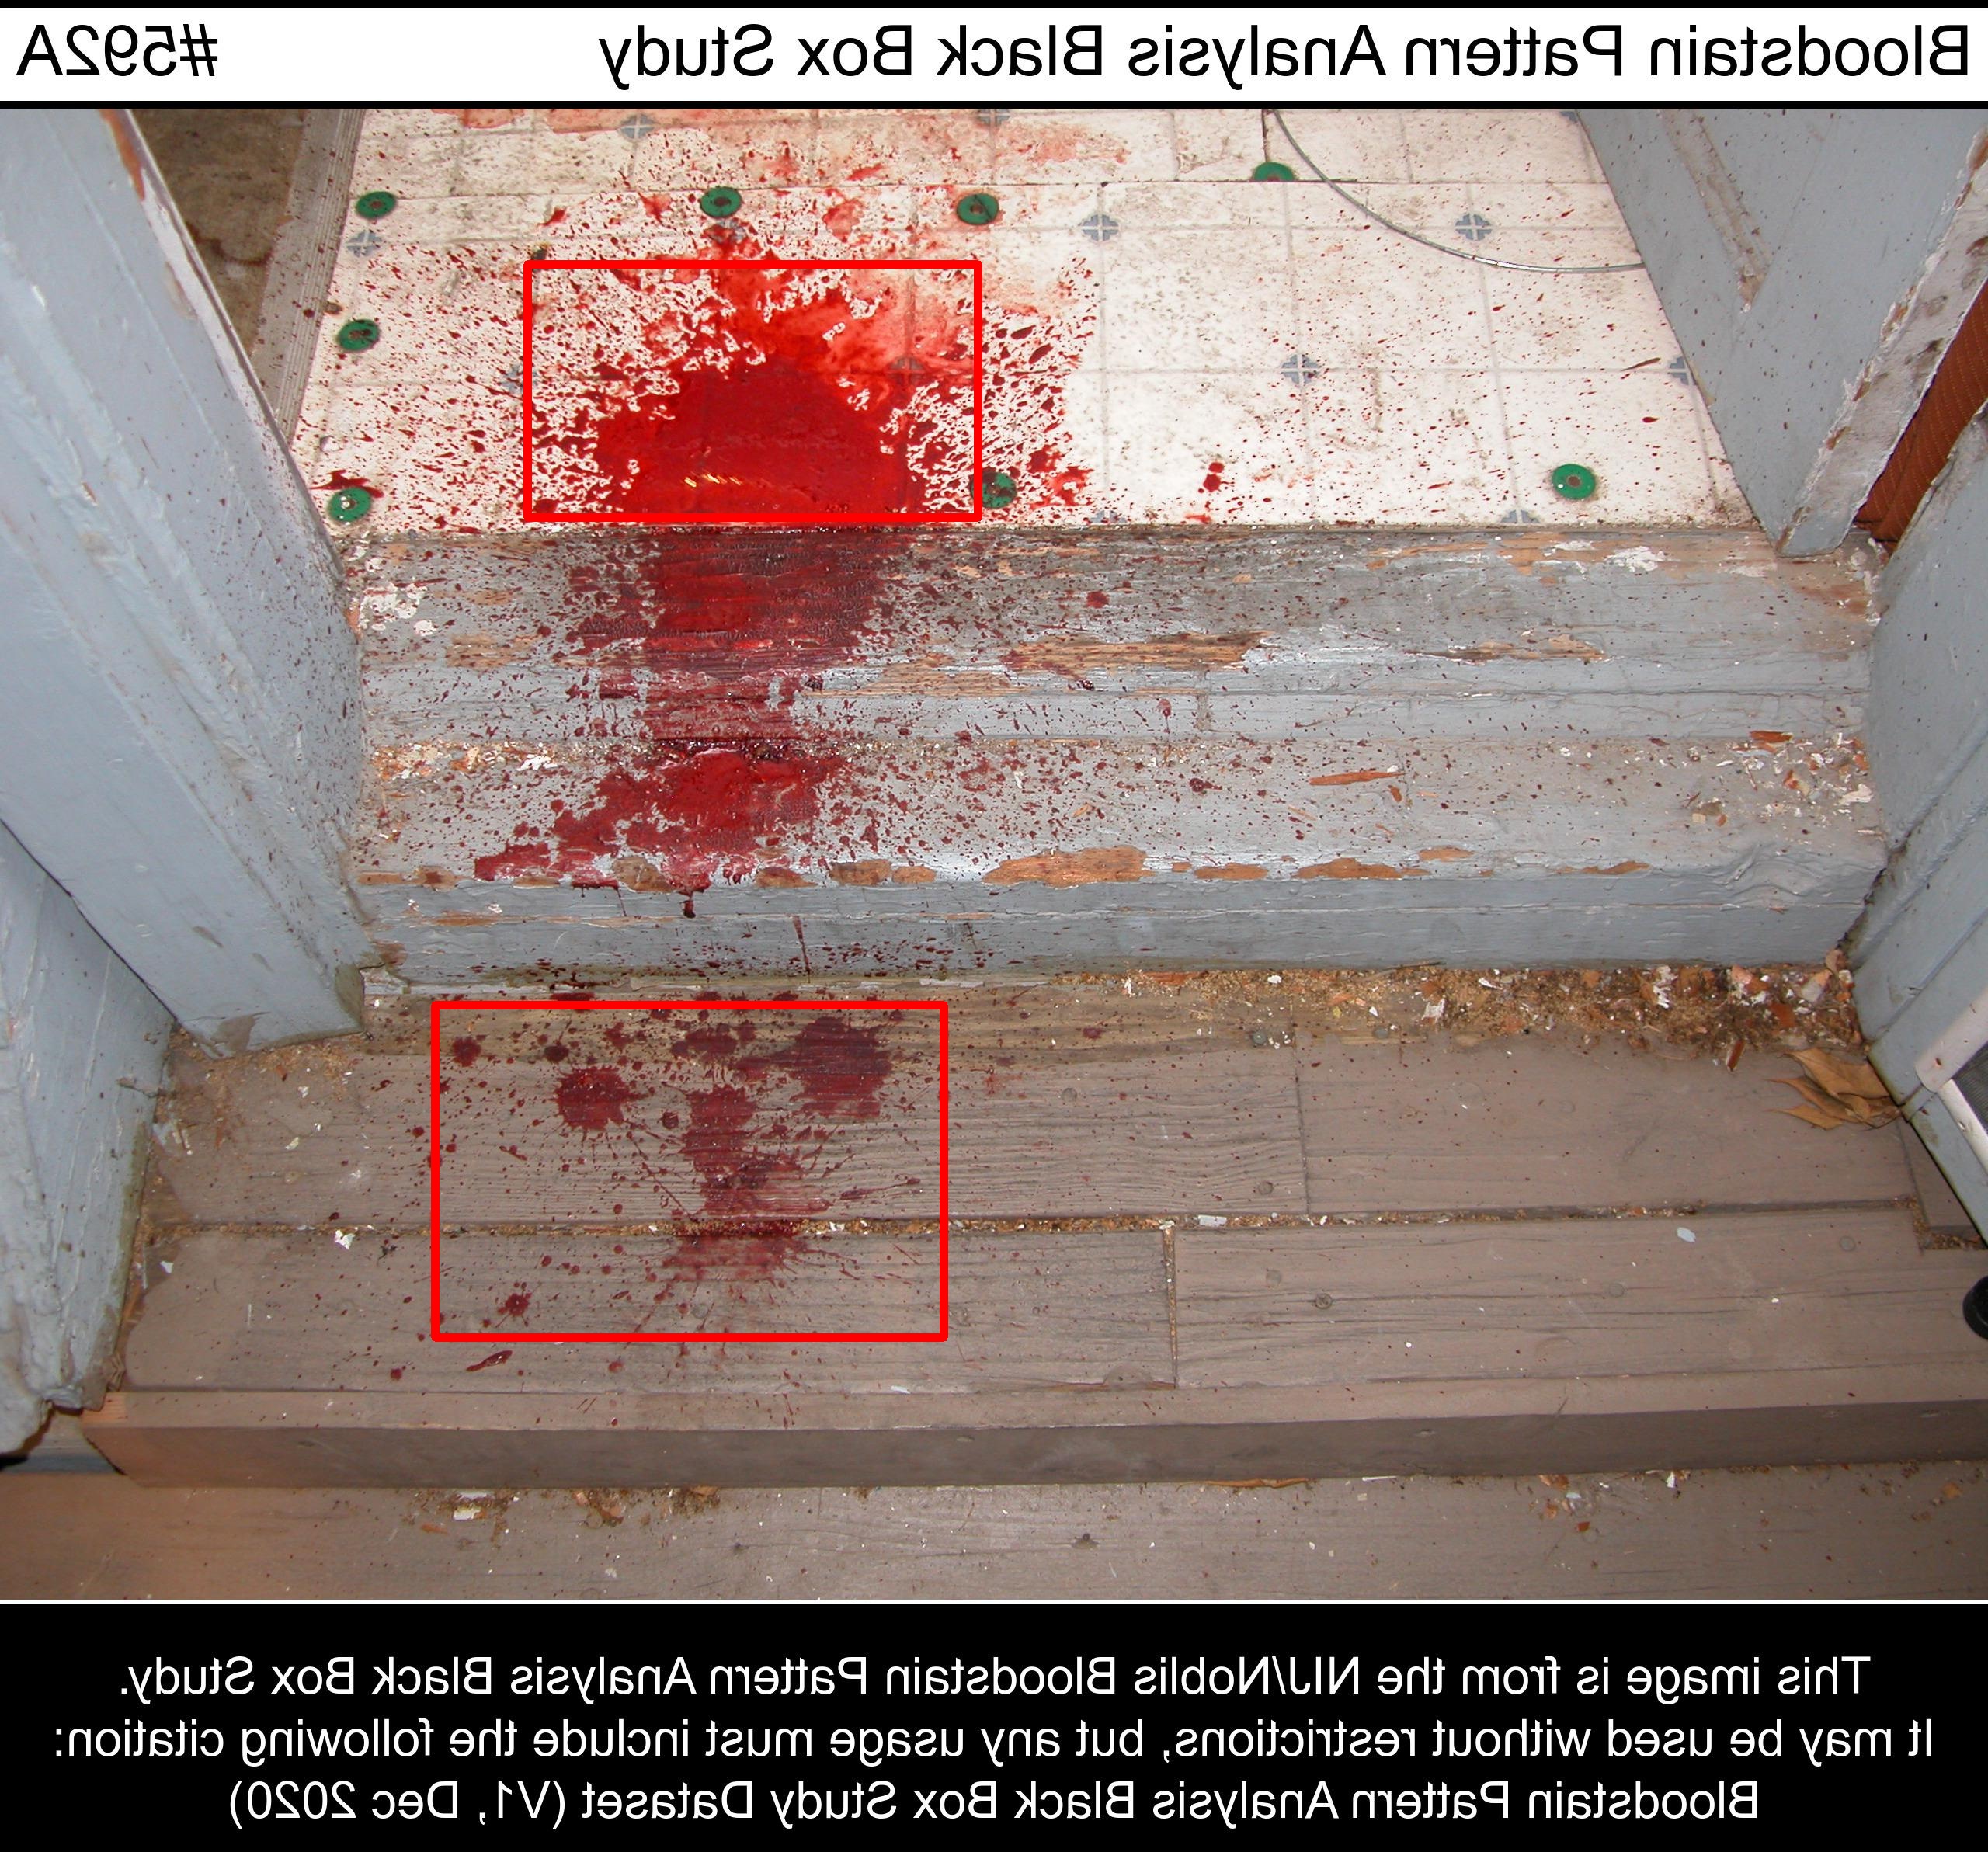 Bloodstain Pattern Analysis Black Box Study #592A
This image is from the NIJ/Noblis Bloodstain Pattern Analysis Black Box Study.
It may be used without restrictions, but any usage must include the following citation:
Bloodstain Pattern Analysis Black Box Study Dataset (V1, Dec 2020)